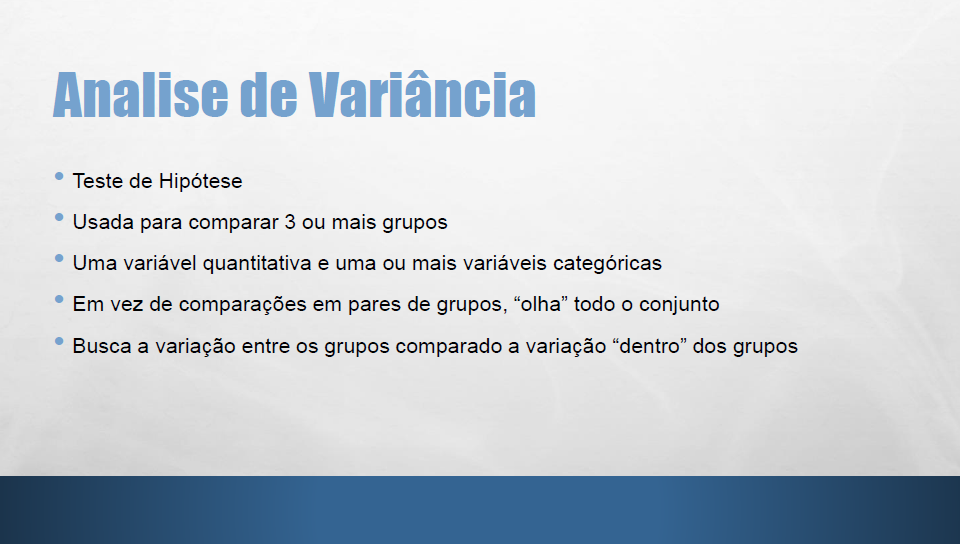 Analise de Variância
• Teste de Hipótese
• Usada para comparar 3 ou mais grupos
• Uma variável quantitativa e uma ou mais variáveis categóricas
• Em vez de comparações em pares de grupos, “olha” todo o conjunto
• Busca a variação entre os grupos comparado a variação “dentro” dos grupos